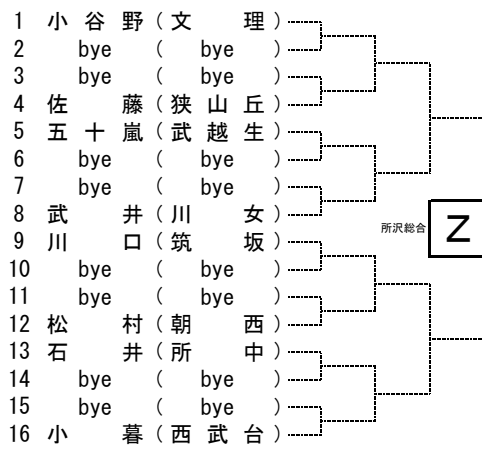 1 小谷野(文理)
2 bye ( bye )
3 bye ( bye )
4 佐藤(狭山丘)
5 五十嵐(武越生)
6 bye ( bye )
7 bye ( bye )
8 武井(川女)
所沢総合 Z
9 川口(筑坂)
10 bye ( bye )
11 bye ( bye )
12 松村(朝西)
13 石井(所中)
14 bye ( bye )
15 bye ( bye )
16 小暮(西武台)